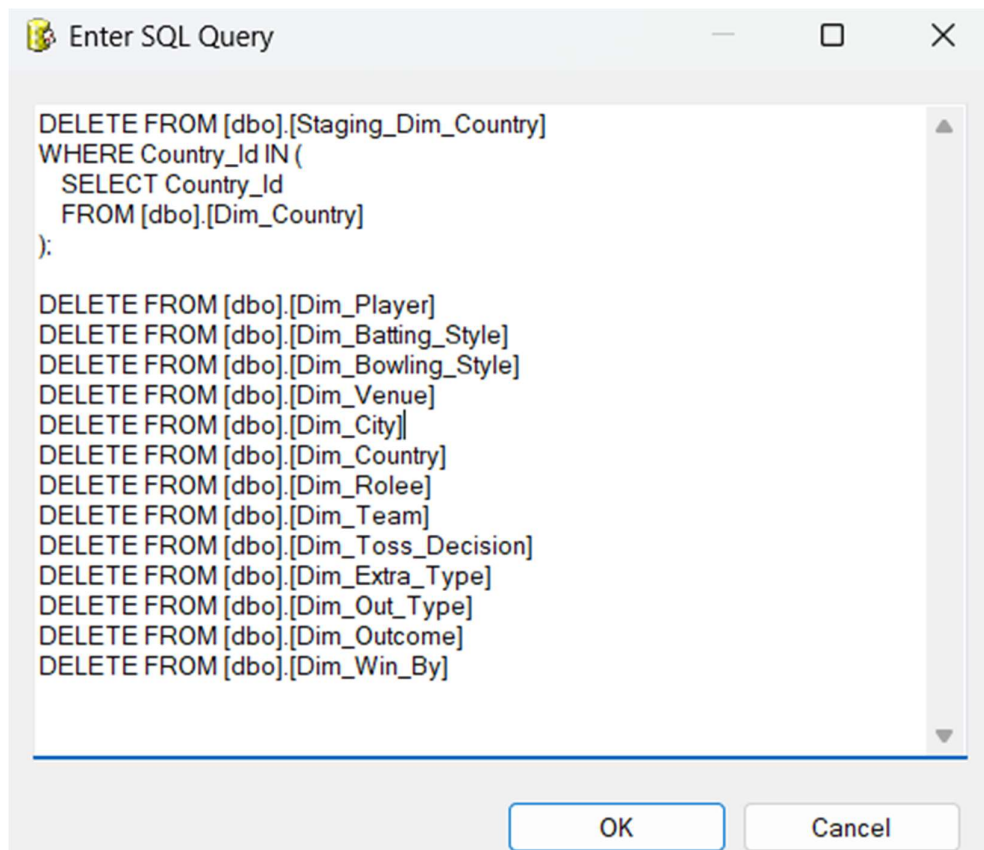 Enter SQL Query
DELETE FROM [dbo].[Staging_Dim_Country]
WHERE Country_Id IN (
    SELECT Country_Id
    FROM [dbo].[Dim_Country]
);

DELETE FROM [dbo].[Dim_Player]
DELETE FROM [dbo].[Dim_Batting_Style]
DELETE FROM [dbo].[Dim_Bowling_Style]
DELETE FROM [dbo].[Dim_Venue]
DELETE FROM [dbo].[Dim_City]
DELETE FROM [dbo].[Dim_Country]
DELETE FROM [dbo].[Dim_Rolee]
DELETE FROM [dbo].[Dim_Team]
DELETE FROM [dbo].[Dim_Toss_Decision]
DELETE FROM [dbo].[Dim_Extra_Type]
DELETE FROM [dbo].[Dim_Out_Type]
DELETE FROM [dbo].[Dim_Outcome]
DELETE FROM [dbo].[Dim_Win_By]
OK Cancel